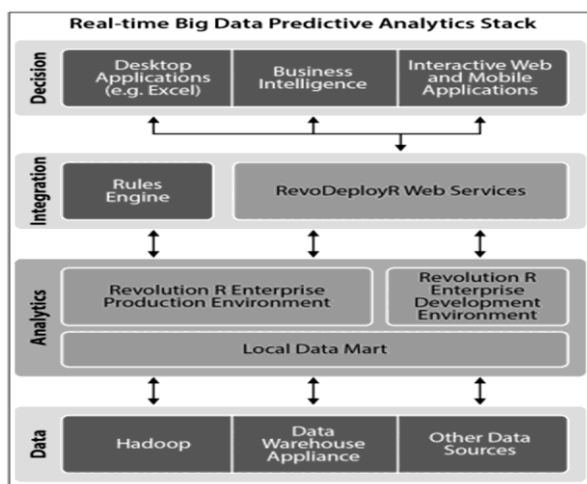 Real-time Big Data Predictive Analytics Stack
Decision
Desktop
Applications
(e.g. Excel)
Business
Intelligence
Interactive Web
and Mobile
Applications
Integration
Rules
Engine
RevoDeployR Web Services
Analytics
Revolution R Enterprise
Production Environment
Revolution R
Enterprise
Development
Environment
Local Data Mart
Data
Hadoop
Data
Warehouse
Appliance
Other Data
Sources